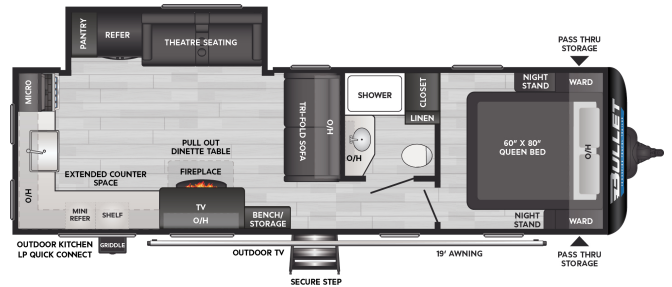 PANTRY
REFER
THEATRE SEATING
PASS THRU
STORAGE
MICRO
TRI-FOLD SOFA
O/H
SHOWER
CLOSET
LINEN
NIGHT
STAND
WARD
O/H
60" X 80"
QUEEN BED
O/H
BULLET
PULL OUT
DINETTE TABLE
FIREPLACE
EXTENDED COUNTER
SPACE
O/H
MINI
REFER
SHELF
TV
O/H
BENCH/
STORAGE
NIGHT
STAND
WARD
OUTDOOR KITCHEN
LP QUICK CONNECT
GRIDDLE
OUTDOOR TV
SECURE STEP
19' AWNING
PASS THRU
STORAGE